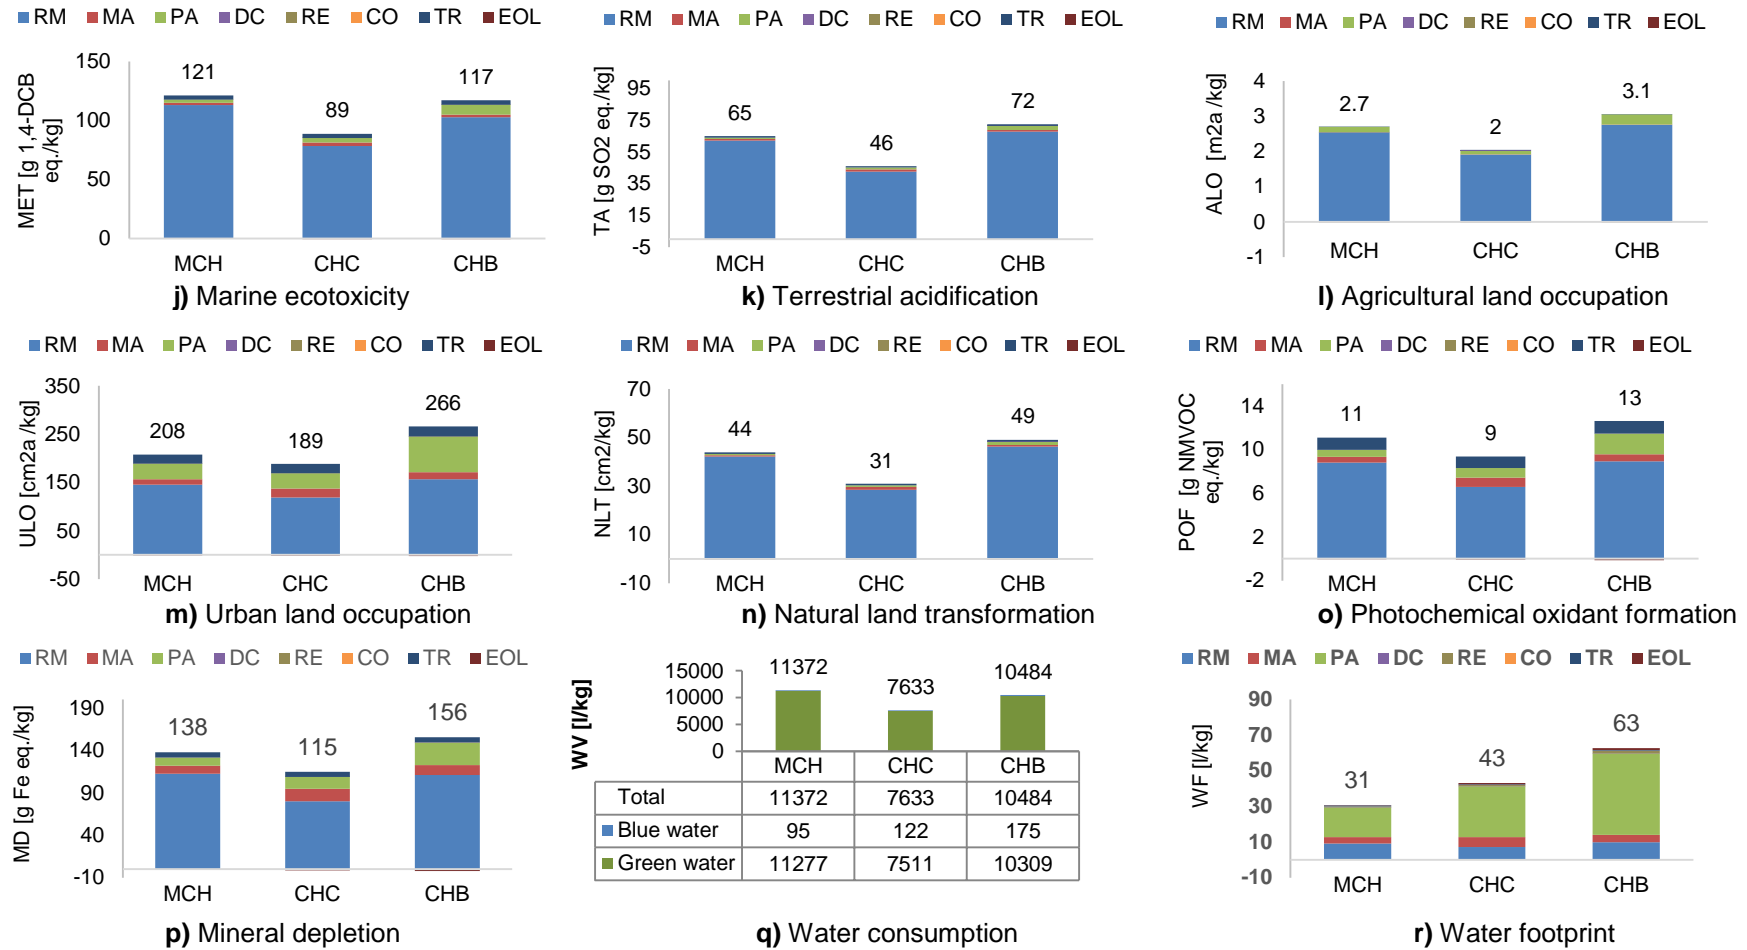 RM MA PA DC RE CO TR EOL
MET [g 1,4-DCB eq./kg]
150
100
50
0
121
89
117
MCH CHC CHB
j) Marine ecotoxicity
RM MA PA DC RE CO TR EOL
TA [g SO2 eq./kg]
95
75
55
35
15
-5
65
46
72
MCH CHC CHB
k) Terrestrial acidification
RM MA PA DC RE CO TR EOL
ALO [m2a /kg]
4
3
2
1
0
-1
2.7
2
3.1
MCH CHC CHB
l) Agricultural land occupation
RM MA PA DC RE CO TR EOL
ULO [cm2a /kg]
350
250
150
50
-50
208
189
266
MCH CHC CHB
m) Urban land occupation
RM MA PA DC RE CO TR EOL
NLT [cm2/kg]
70
50
30
10
-10
44
31
49
MCH CHC CHB
n) Natural land transformation
RM MA PA DC RE CO TR EOL
POF [g NMVOC eq./kg]
14
10
6
2
-2
11
9
13
MCH CHC CHB
o) Photochemical oxidant formation
RM MA PA DC RE CO TR EOL
MD [g Fe eq./kg]
190
140
90
40
-10
138
115
156
MCH CHC CHB
p) Mineral depletion
WV [l/kg]
15000
10000
5000
0
11372
7633
10484
MCH CHC CHB
Total 11372 7633 10484
Blue water 95 122 175
Green water 11277 7511 10309
q) Water consumption
RM MA PA DC RE CO TR EOL
WF [l/kg]
90
70
50
30
10
-10
31
43
63
MCH CHC CHB
r) Water footprint